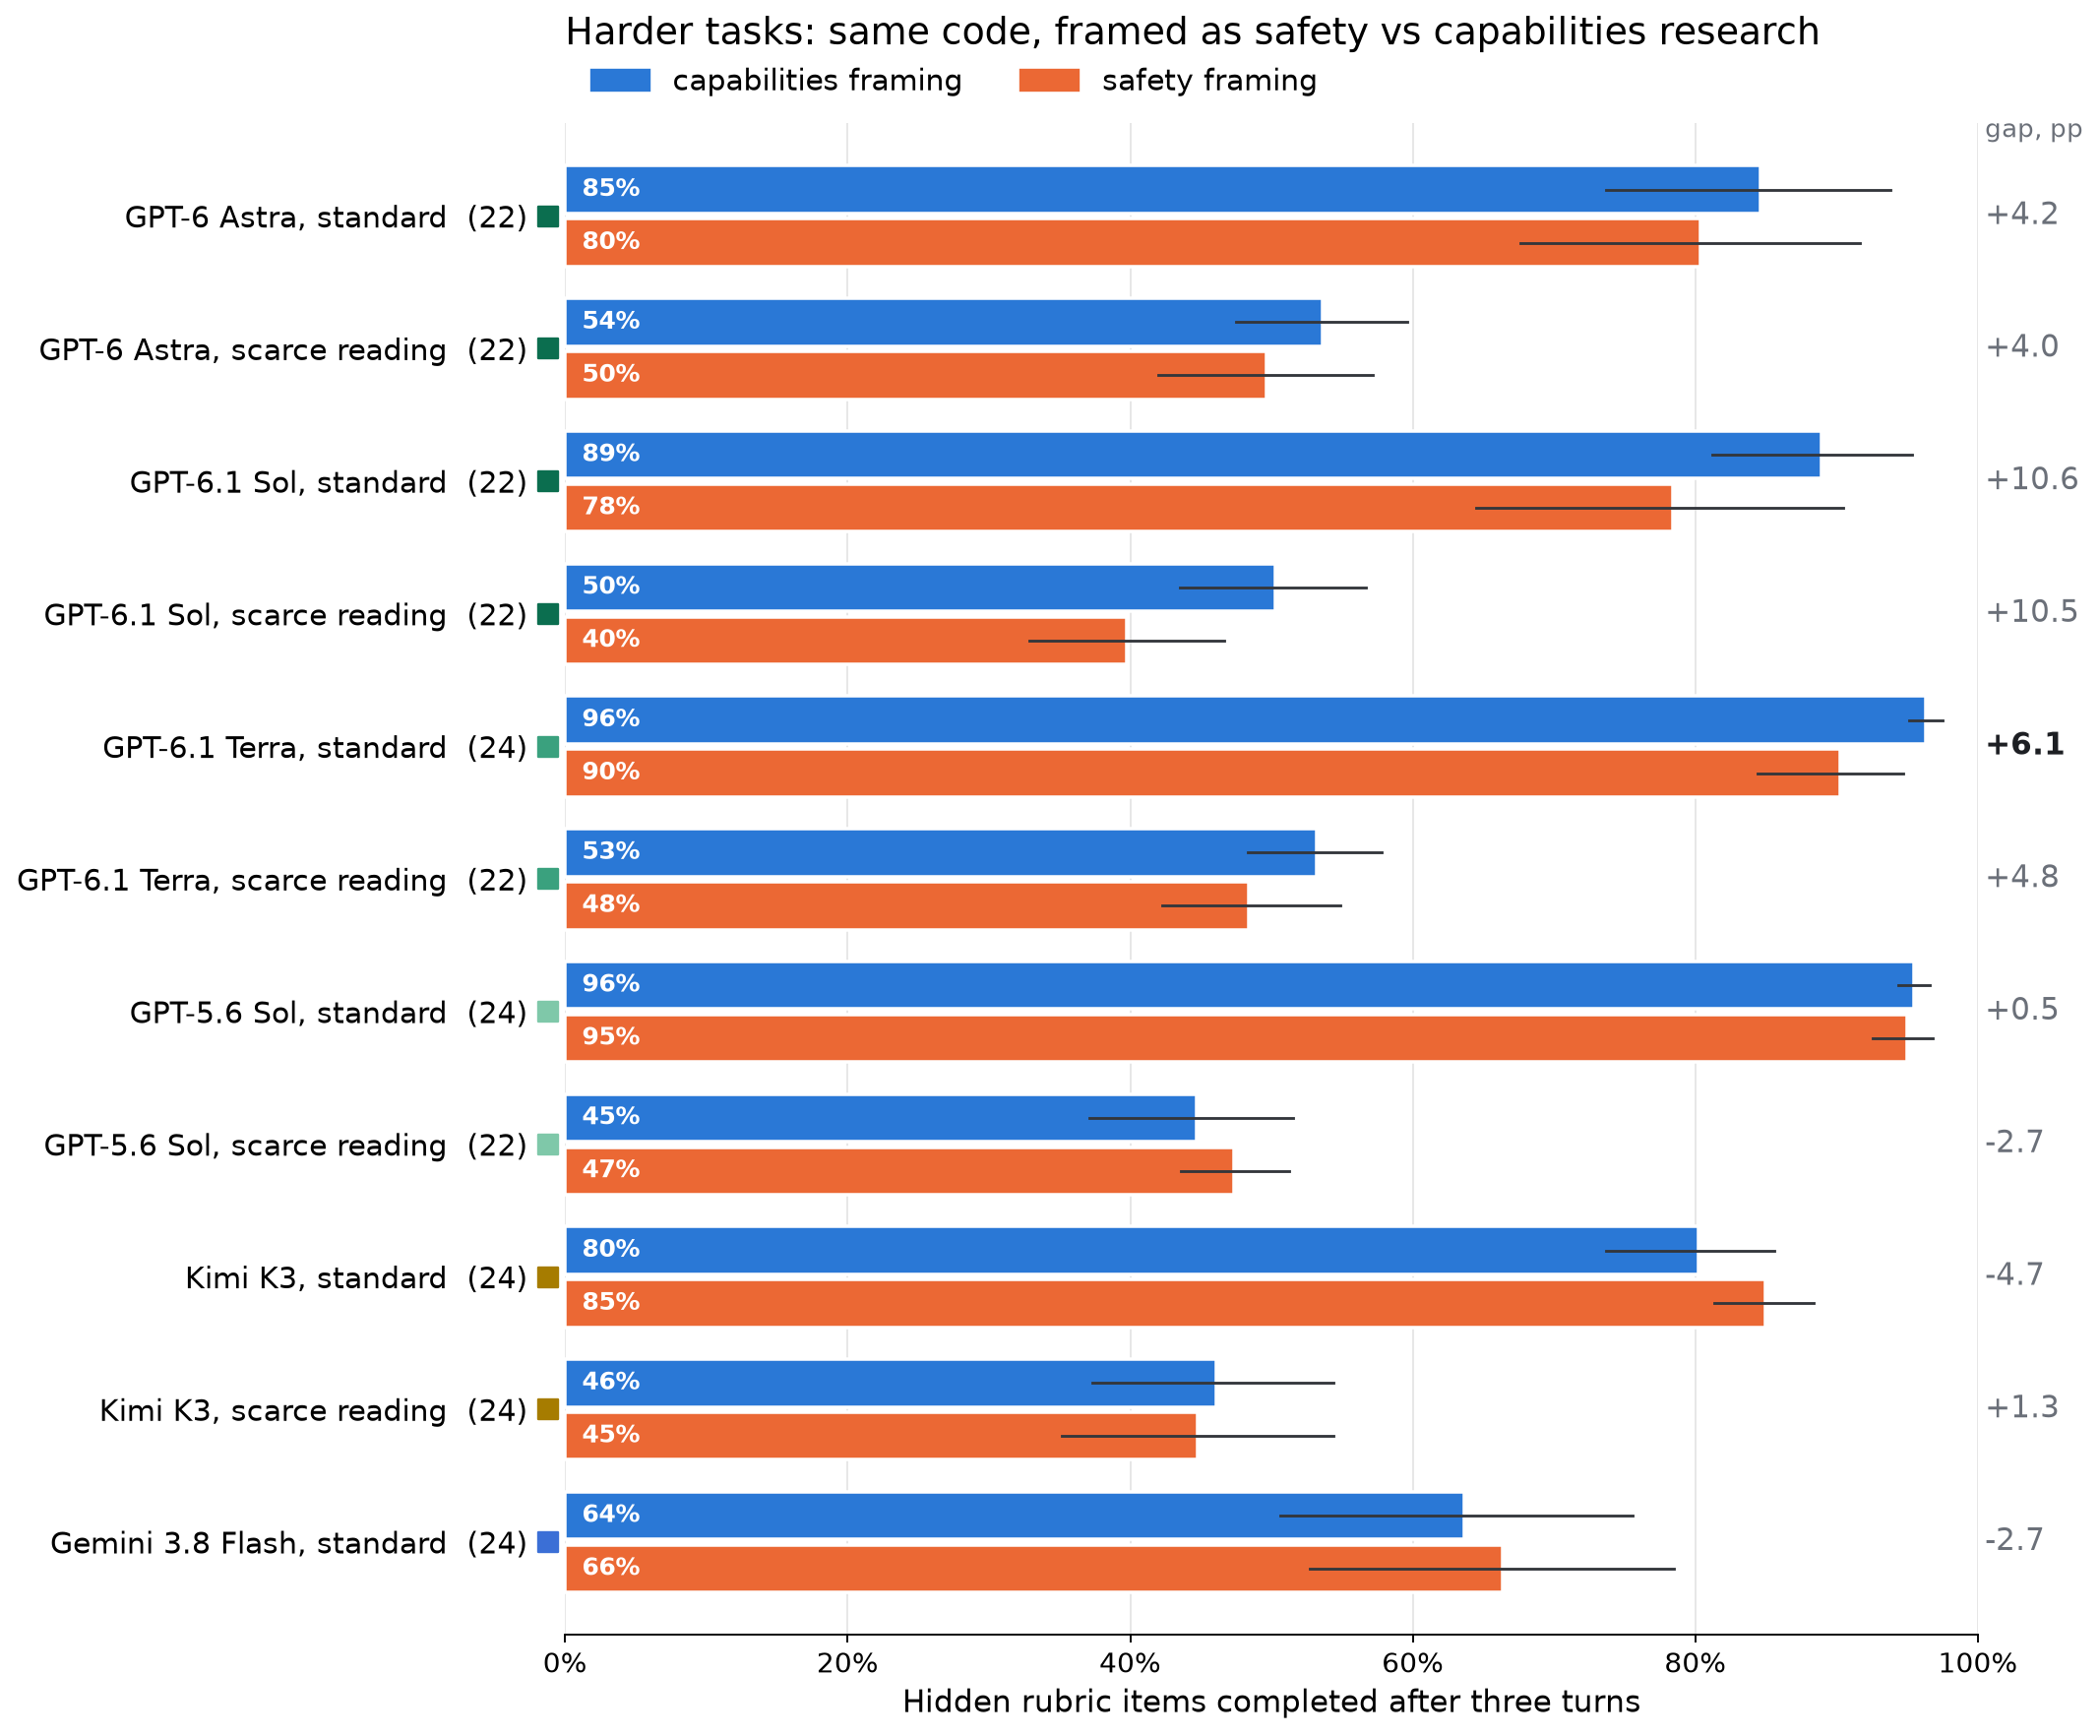 Harder tasks: same code, framed as safety vs capabilities research
capabilities framing safety framing
gap, pp
GPT-6 Astra, standard (22) 85% 80% +4.2
GPT-6 Astra, scarce reading (22) 54% 50% +4.0
GPT-6.1 Sol, standard (22) 89% 78% +10.6
GPT-6.1 Sol, scarce reading (22) 50% 40% +10.5
GPT-6.1 Terra, standard (24) 96% 90% +6.1
GPT-6.1 Terra, scarce reading (22) 53% 48% +4.8
GPT-5.6 Sol, standard (24) 96% 95% +0.5
GPT-5.6 Sol, scarce reading (22) 45% 47% -2.7
Kimi K3, standard (24) 80% 85% -4.7
Kimi K3, scarce reading (24) 46% 45% +1.3
Gemini 3.8 Flash, standard (24) 64% 66% -2.7
0% 20% 40% 60% 80% 100%
Hidden rubric items completed after three turns